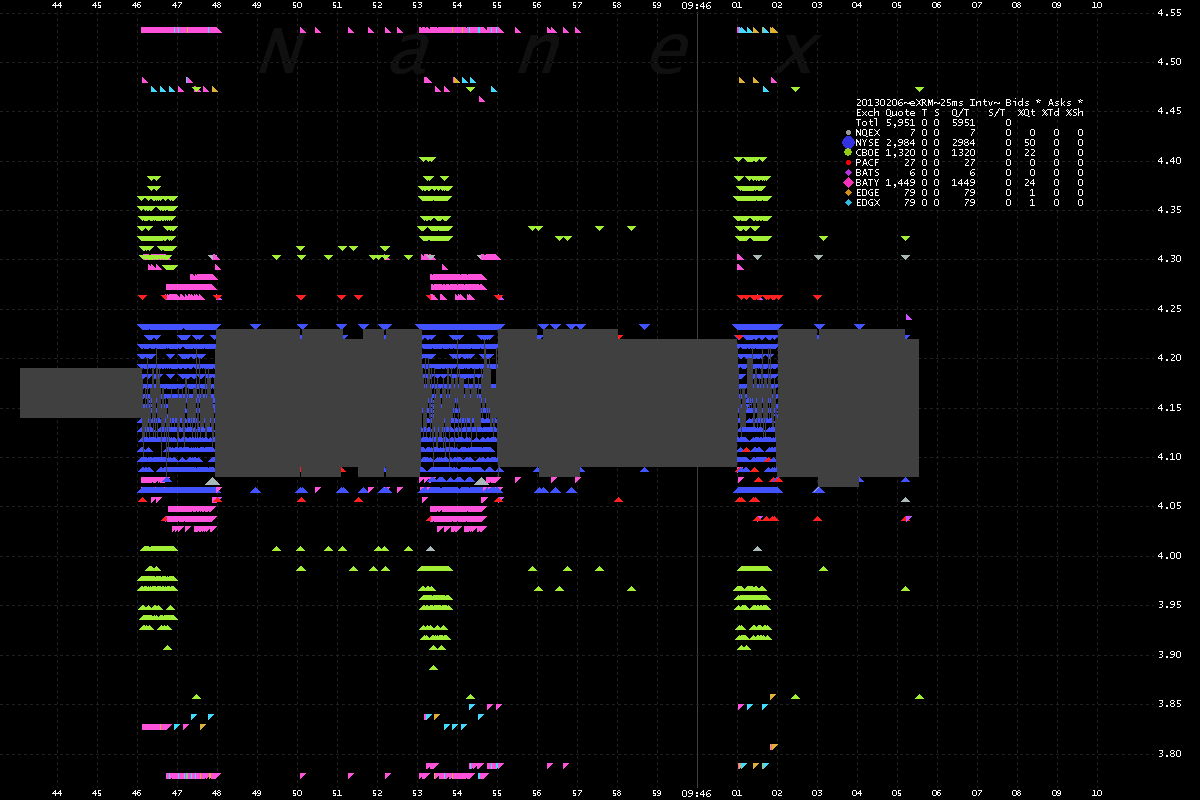 44 45 46 47 48 49 50 51 52 53 54 55 56 57 58 59 09:46 01 02 03 04 05 06 07 08 09 10
4.55
N a n e x
4.50
4.45
20130206~eXRM~25ms Intv~ Bids * Asks *
Exch Quote T S Q/T S/T %Qt %Td %Sh
Totl 5,951 0 0 5951 0
NQEX 7 0 0 7 0 0 0 0
NYSE 2,984 0 0 2984 0 50 0 0
CBOE 1,320 0 0 1320 0 22 0 0
PACF 27 0 0 27 0 0 0 0
BATS 6 0 0 6 0 0 0 0
BATY 1,449 0 0 1449 0 24 0 0
EDGE 79 0 0 79 0 1 0 0
EDGX 79 0 0 79 0 1 0 0
4.40
4.35
4.30
4.25
4.20
4.15
4.10
4.05
4.00
3.95
3.90
3.85
3.80
44 45 46 47 48 49 50 51 52 53 54 55 56 57 58 59 09:46 01 02 03 04 05 06 07 08 09 10